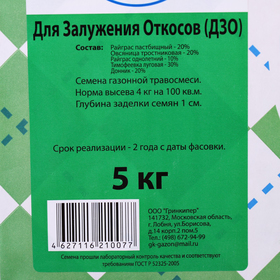 Для Залужения Откосов (ДЗО)
Состав: Райграс пастбищный - 20%
Овсяница тростниковая - 20%
Райграс однолетний - 10%
Тимофеевка луговая - 30%
Донник - 20%
Семена газонной травосмеси.
Норма высева 4 кг на 100 кв.м.
Глубина заделки семян 1 см.
Срок реализации - 2 года с даты фасовки.
5 кг
ООО "Гринкипер"
141732, Московская область,
г. Лобня, ул.Борисова,
д.14 корп.2 пом.5
Тел.: (498) 672-94-99
gk-gazon@mail.ru
4 627116 210077
Семена прошли лабораторный контроль качества и соответствуют
требованиям ГОСТ Р 52325-2005